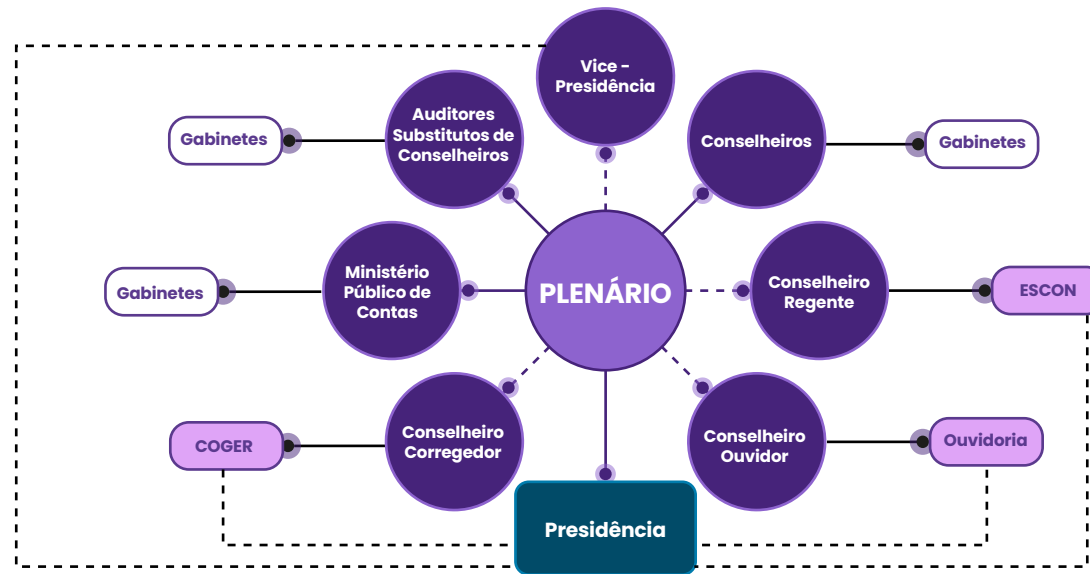 Vice -
Presidência
Auditores
Substitutos de
Conselheiros
Gabinetes
Conselheiros
Gabinetes
Ministério
Público de
Contas
Gabinetes
PLENÁRIO
Conselheiro
Regente
ESCON
Conselheiro
Corregedor
COGER
Conselheiro
Ouvidor
Ouvidoria
Presidência